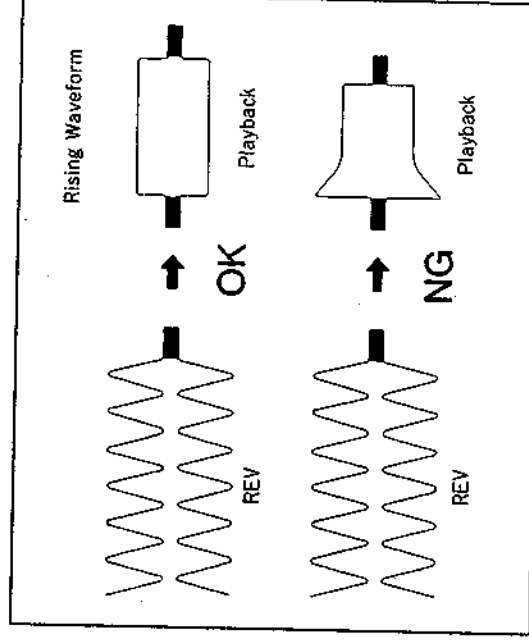 Rising Waveform
REV
OK
Playback
REV
NG
Playback